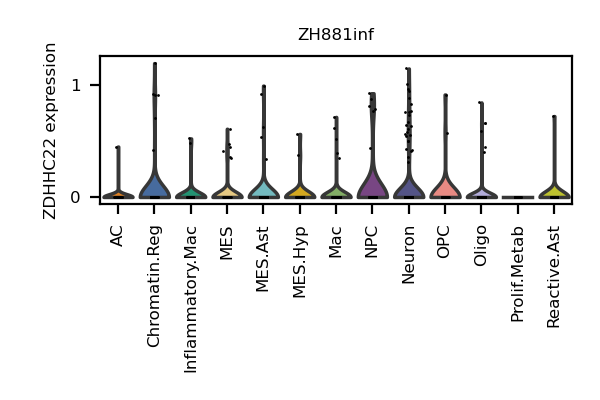 ZH881inf
ZDHHC22 expression
1
0
AC
Chromatin.Reg
Inflammatory.Mac
MES
MES.Ast
MES.Hyp
Mac
NPC
Neuron
OPC
Oligo
Prolif.Metab
Reactive.Ast